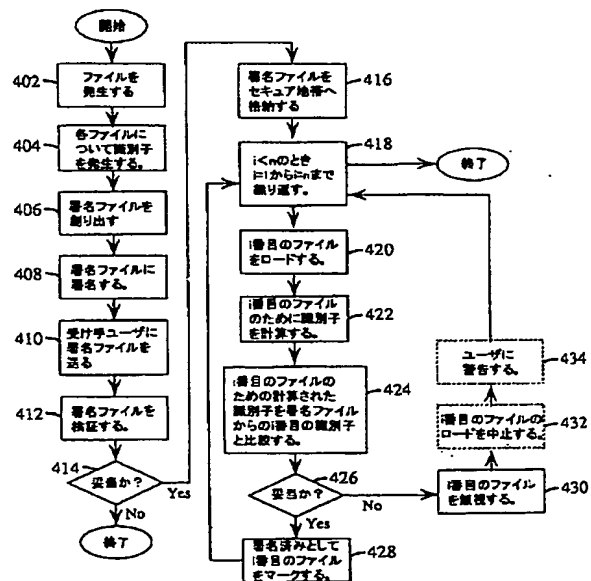 開始
402
ファイルを
発生する
404
各ファイルに
ついて識別子
を発生する。
406
署名ファイルを
創り出す
408
署名ファイルに
署名する。
410
受け手ユーザに
署名ファイルを
送る
412
署名ファイルを
検証する。
414
妥当か?
Yes
No
終了
署名ファイルを
セキュア地帯へ
格納する
416
i<nのとき
i=1からi=nまで
繰り返す。
418
終了
i番目のファイル
をロードする。
420
i番目のファイル
のために識別子
を計算する。
422
i番目のファイルの
ための計算された
識別子を署名ファイル
からのi番目の識別子
と比較する。
424
妥当か?
426
No
Yes
署名済みとして
i番目のファイル
をマークする。
428
i番目のファイル
を無視する。
430
i番目のファイルの
ロードを中止する。
432
ユーザに
警告する。
434